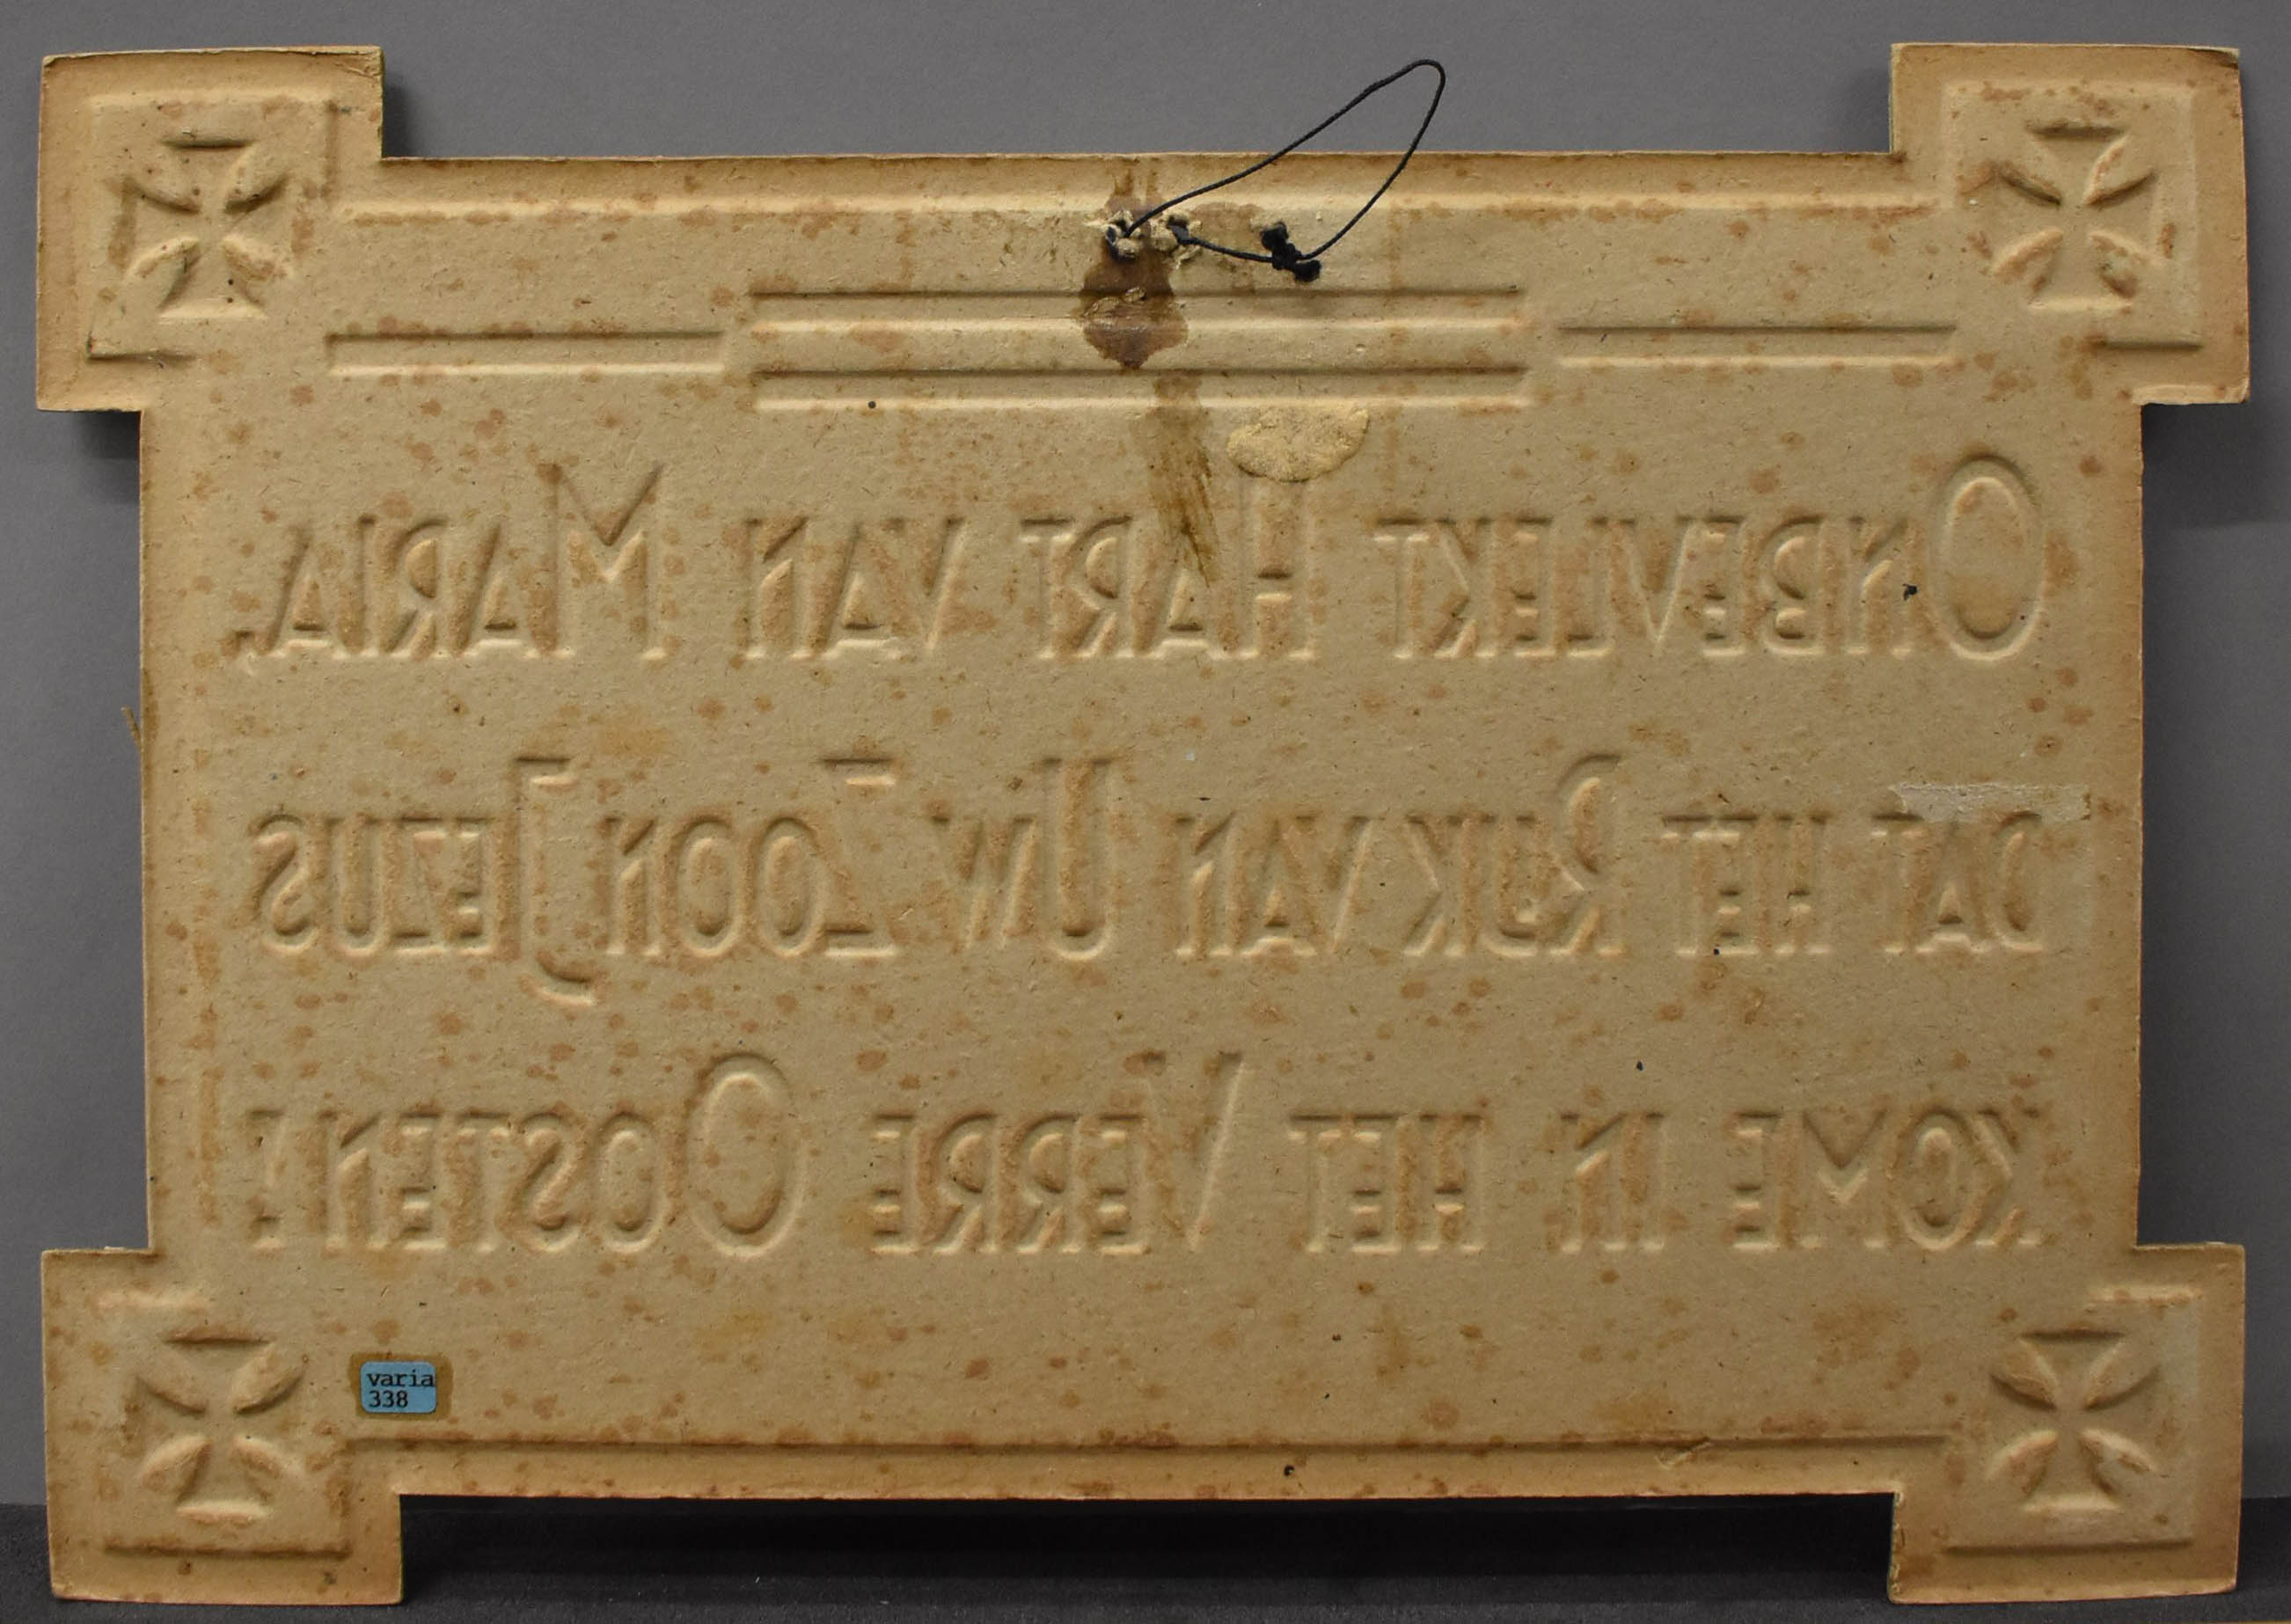 Onbevlekt Hart van Maria,
dat het Rijk van Uw Zoon Jezus
kome in het Verre Oosten!
varia
338